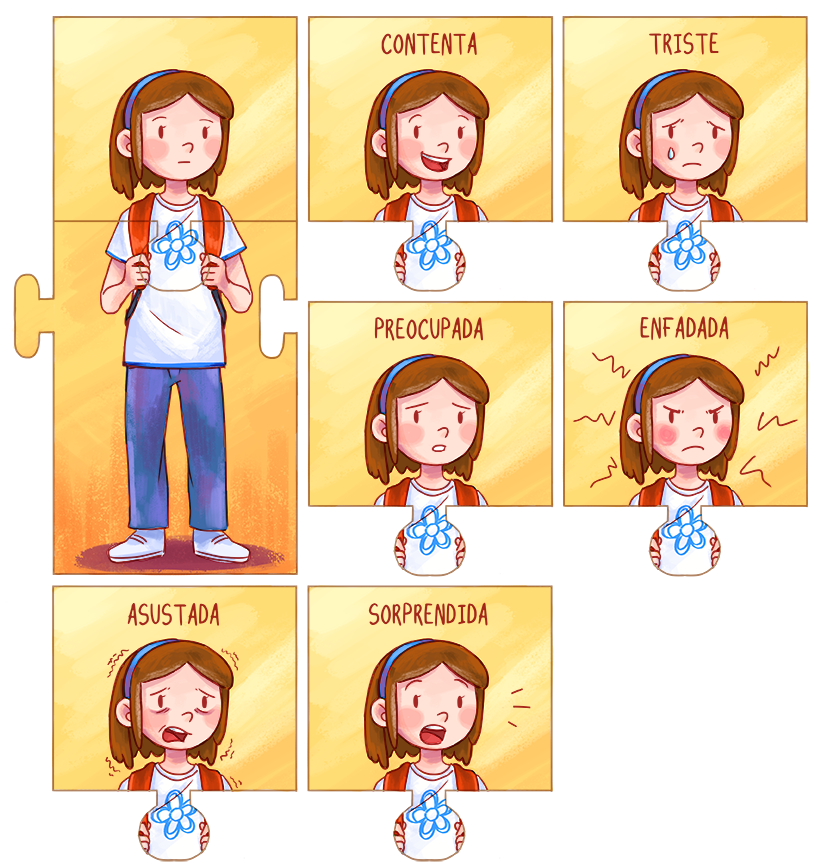 CONTENTA
TRISTE
PREOCUPADA
ENFADADA
ASUSTADA
SORPRENDIDA